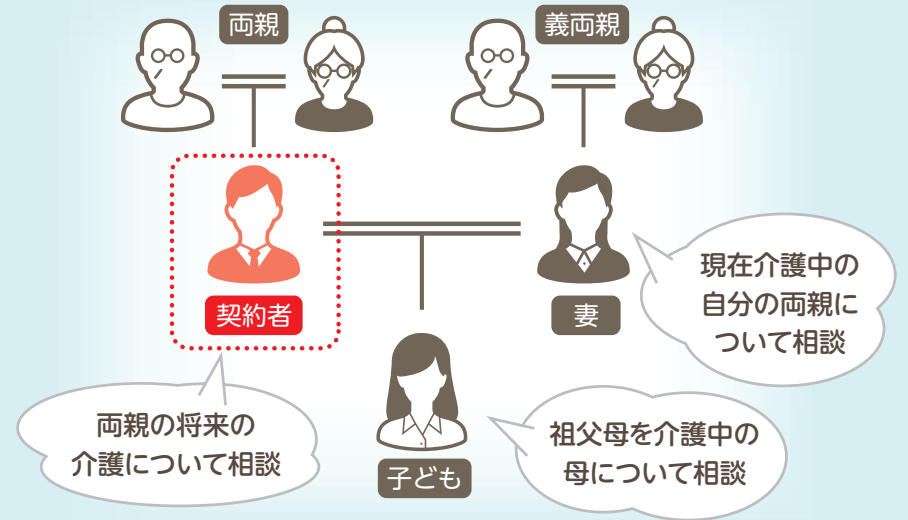 両親
義両親
契約者
妻
現在介護中の
自分の両親に
ついて相談
両親の将来の
介護について相談
子ども
祖父母を介護中の
母について相談